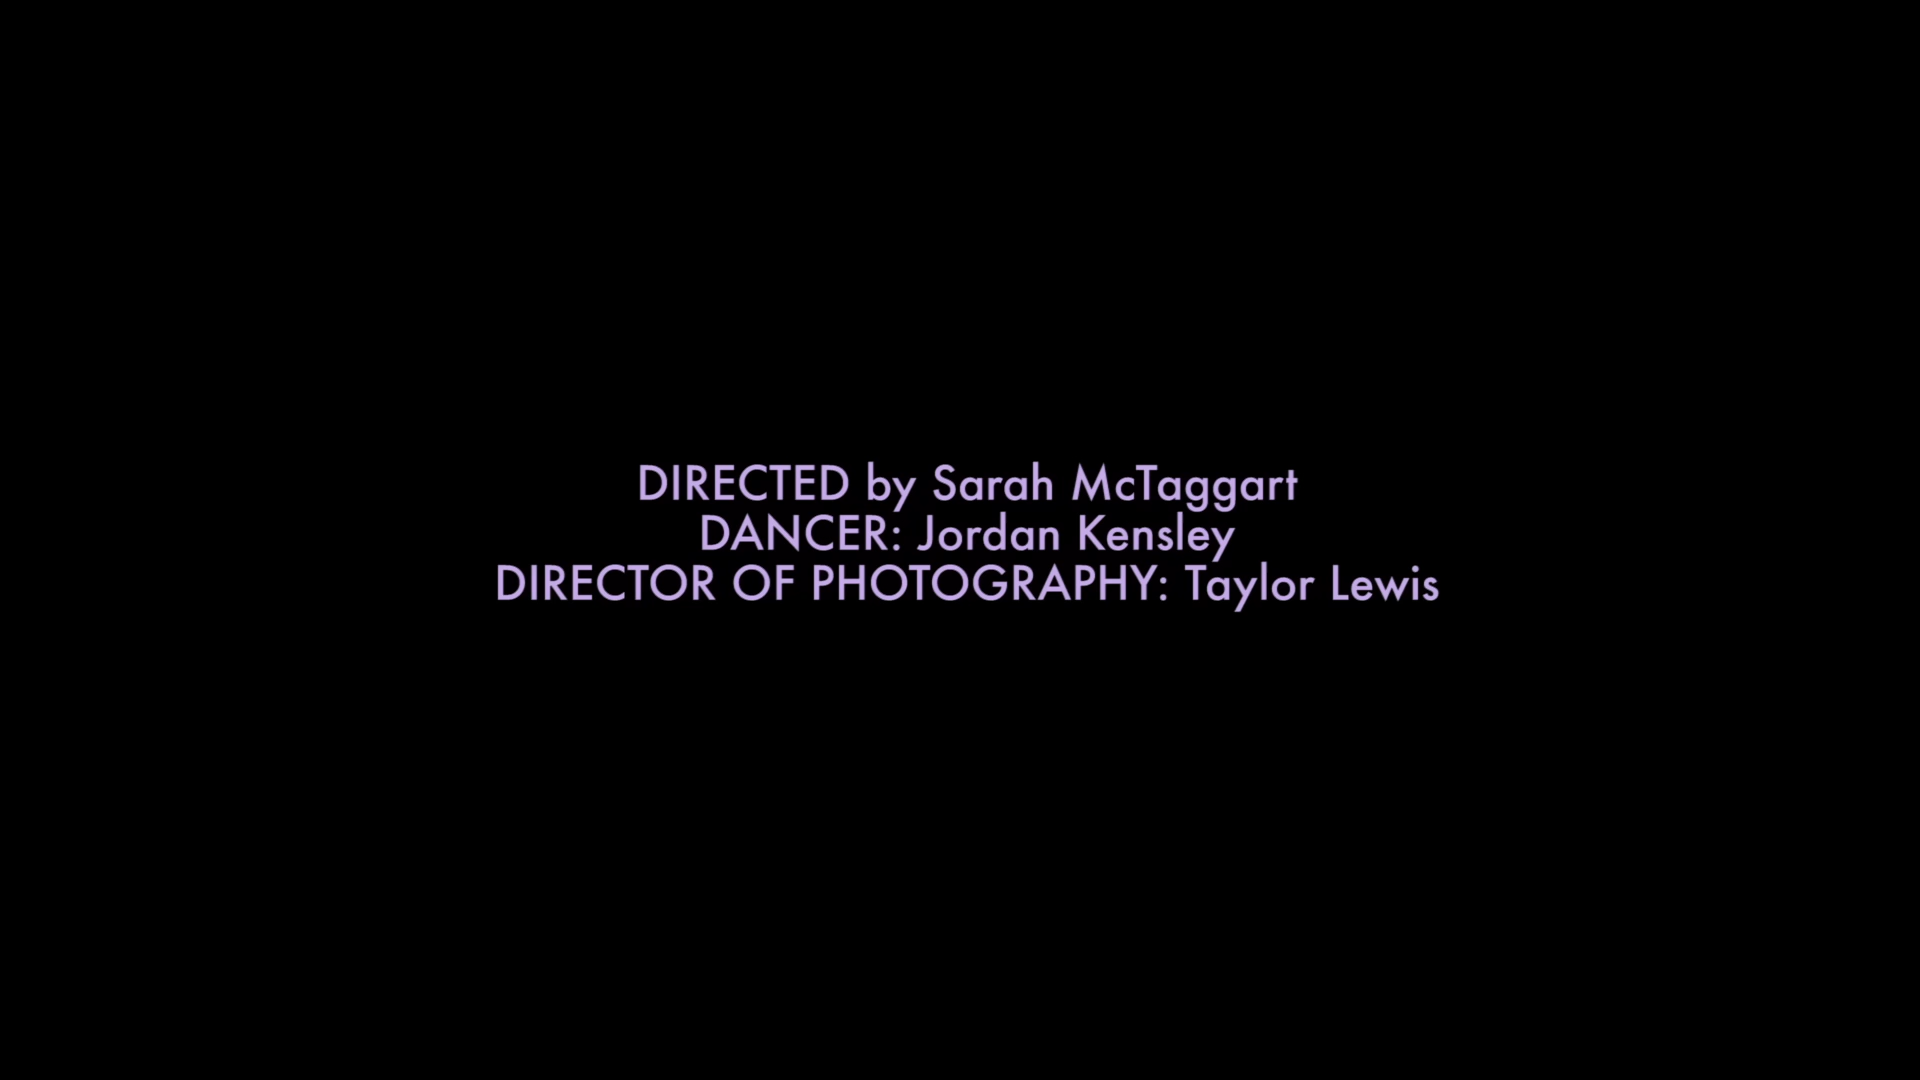 DIRECTED by Sarah McTaggart
DANCER: Jordan Kensley
DIRECTOR OF PHOTOGRAPHY: Taylor Lewis